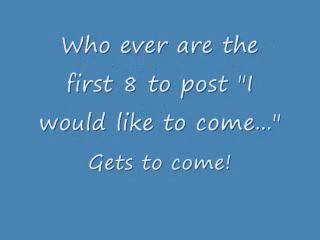 Who ever are the
first 8 to post "I
would like to come..."
Gets to come!